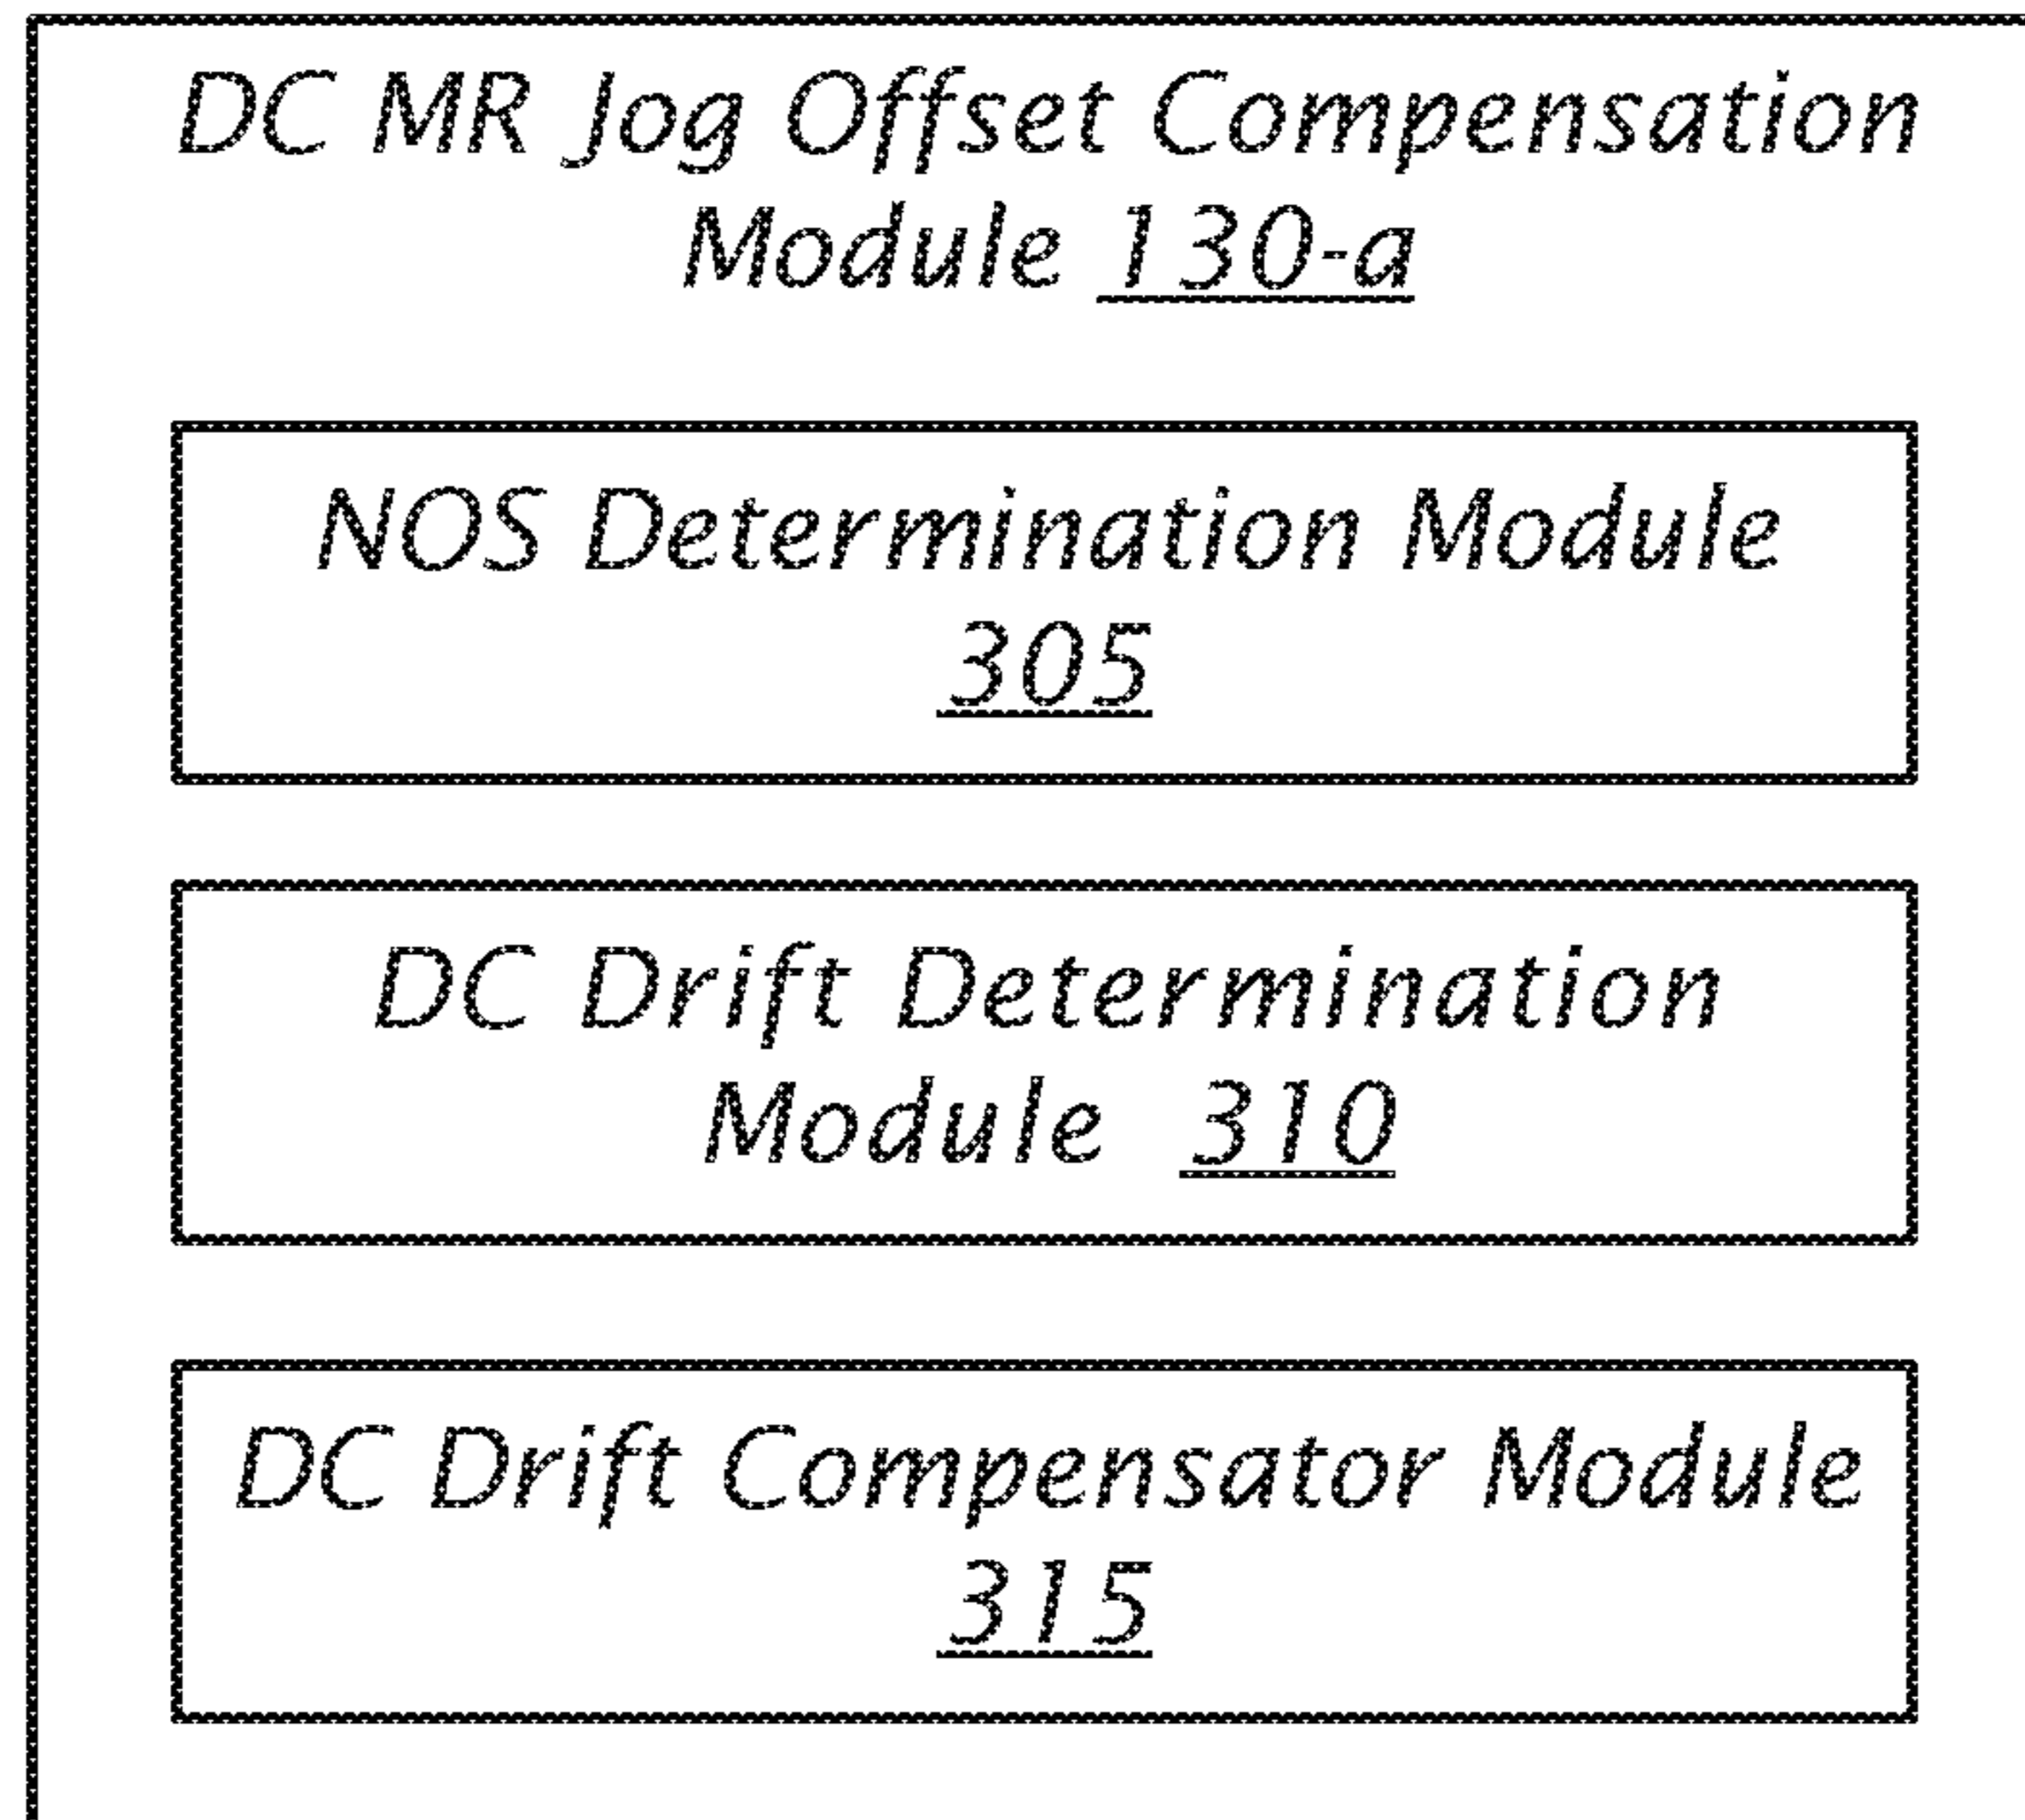 DC MR Jog Offset Compensation
Module 130-a
NOS Determination Module
305
DC Drift Determination
Module 310
DC Drift Compensator Module
315